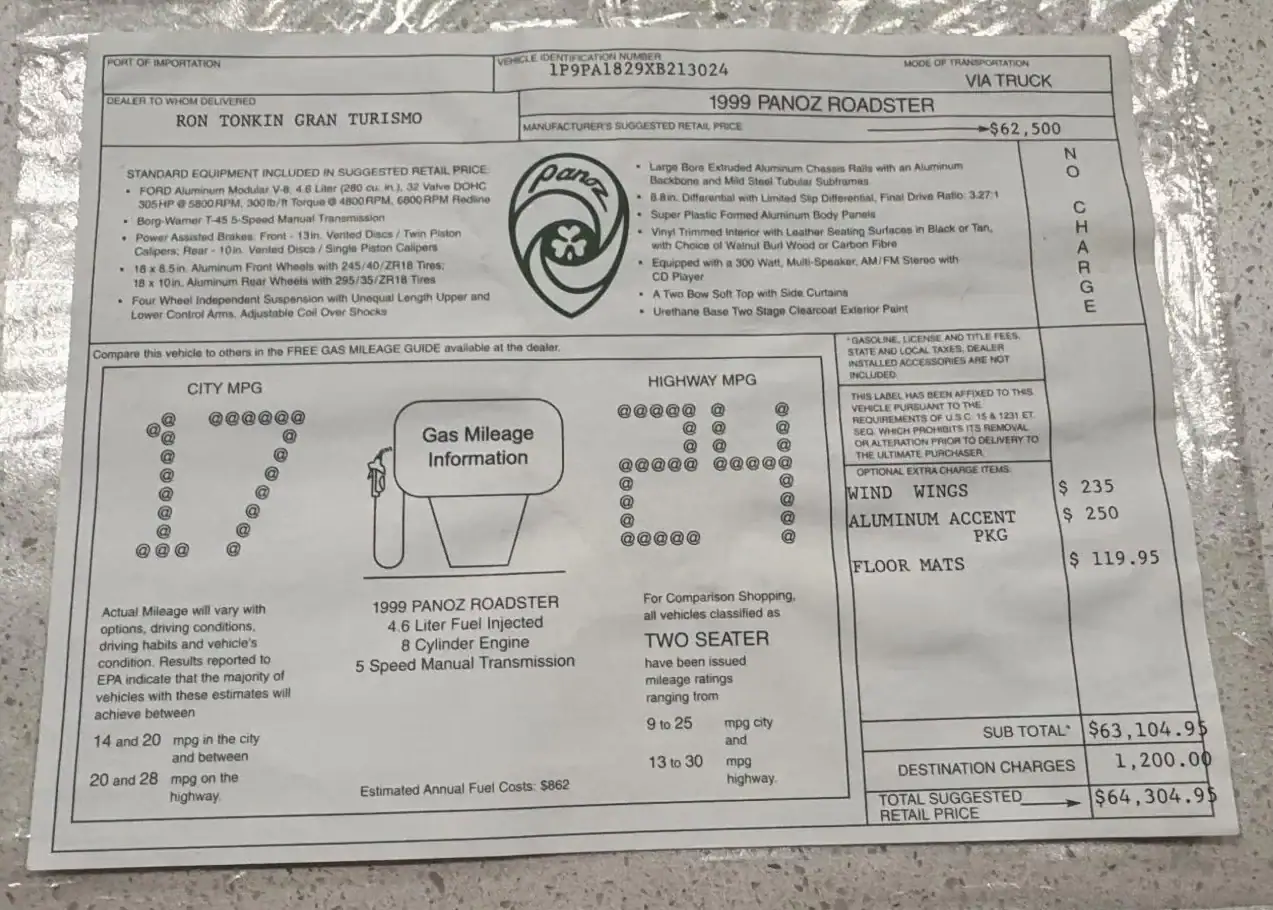 PORT OF IMPORTATION
VEHICLE IDENTIFICATION NUMBER
1P9PA1829XB213024
MODE OF TRANSPORTATION
VIA TRUCK
DEALER TO WHOM DELIVERED
RON TONKIN GRAN TURISMO
1999 PANOZ ROADSTER
MANUFACTURER'S SUGGESTED RETAIL PRICE
$62,500
STANDARD EQUIPMENT INCLUDED IN SUGGESTED RETAIL PRICE:
• FORD Aluminum Modular V-8, 4.6 Liter (280 cu. in.), 32 Valve DOHC
305HP @ 5800RPM, 300 lb/ft Torque @ 4800RPM, 6800RPM Redline
• Borg-Warner T-45 5-Speed Manual Transmission
• Power Assisted Brakes: Front - 13in. Vented Discs / Twin Piston
Calipers; Rear - 10in. Vented Discs / Single Piston Calipers
• 18 x 8.5in. Aluminum Front Wheels with 245/40/ZR18 Tires;
18 x 10in. Aluminum Rear Wheels with 295/35/ZR18 Tires
• Four Wheel Independent Suspension with Unequal Length Upper and
Lower Control Arms, Adjustable Coil Over Shocks
Panoz
• Large Bore Extruded Aluminum Chassis Rails with an Aluminum
Backbone and Mild Steel Tubular Subframes
• 8.8in. Differential with Limited Slip Differential, Final Drive Ratio: 3.27:1
• Super Plastic Formed Aluminum Body Panels
• Vinyl Trimmed Interior with Leather Seating Surfaces in Black or Tan,
with Choice of Walnut Burl Wood or Carbon Fibre
• Equipped with a 300 Watt, Multi-Speaker, AM/FM Stereo with
CD Player
• A Two Bow Soft Top with Side Curtains
• Urethane Base Two Stage Clearcoat Exterior Paint
NO CHARGE
Compare this vehicle to others in the FREE GAS MILEAGE GUIDE available at the dealer.
CITY MPG
17
Gas Mileage
Information
HIGHWAY MPG
24
Actual Mileage will vary with
options, driving conditions,
driving habits and vehicle's
condition. Results reported to
EPA indicate that the majority of
vehicles with these estimates will
achieve between
14 and 20 mpg in the city
and between
20 and 28 mpg on the
highway.
1999 PANOZ ROADSTER
4.6 Liter Fuel Injected
8 Cylinder Engine
5 Speed Manual Transmission
Estimated Annual Fuel Costs: $862
For Comparison Shopping,
all vehicles classified as
TWO SEATER
have been issued
mileage ratings
ranging from
9 to 25 mpg city
and
13 to 30 mpg
highway.
*GASOLINE, LICENSE AND TITLE FEES,
STATE AND LOCAL TAXES, DEALER
INSTALLED ACCESSORIES ARE NOT
INCLUDED.
THIS LABEL HAS BEEN AFFIXED TO THIS
VEHICLE PURSUANT TO THE
REQUIREMENTS OF U.S.C. 15 & 1231 ET.
SEQ. WHICH PROHIBITS ITS REMOVAL
OR ALTERATION PRIOR TO DELIVERY TO
THE ULTIMATE PURCHASER.
OPTIONAL EXTRA CHARGE ITEMS:
WIND WINGS $ 235
ALUMINUM ACCENT $ 250
PKG
FLOOR MATS $ 119.95
SUB TOTAL* $63,104.95
DESTINATION CHARGES 1,200.00
TOTAL SUGGESTED
RETAIL PRICE $64,304.95